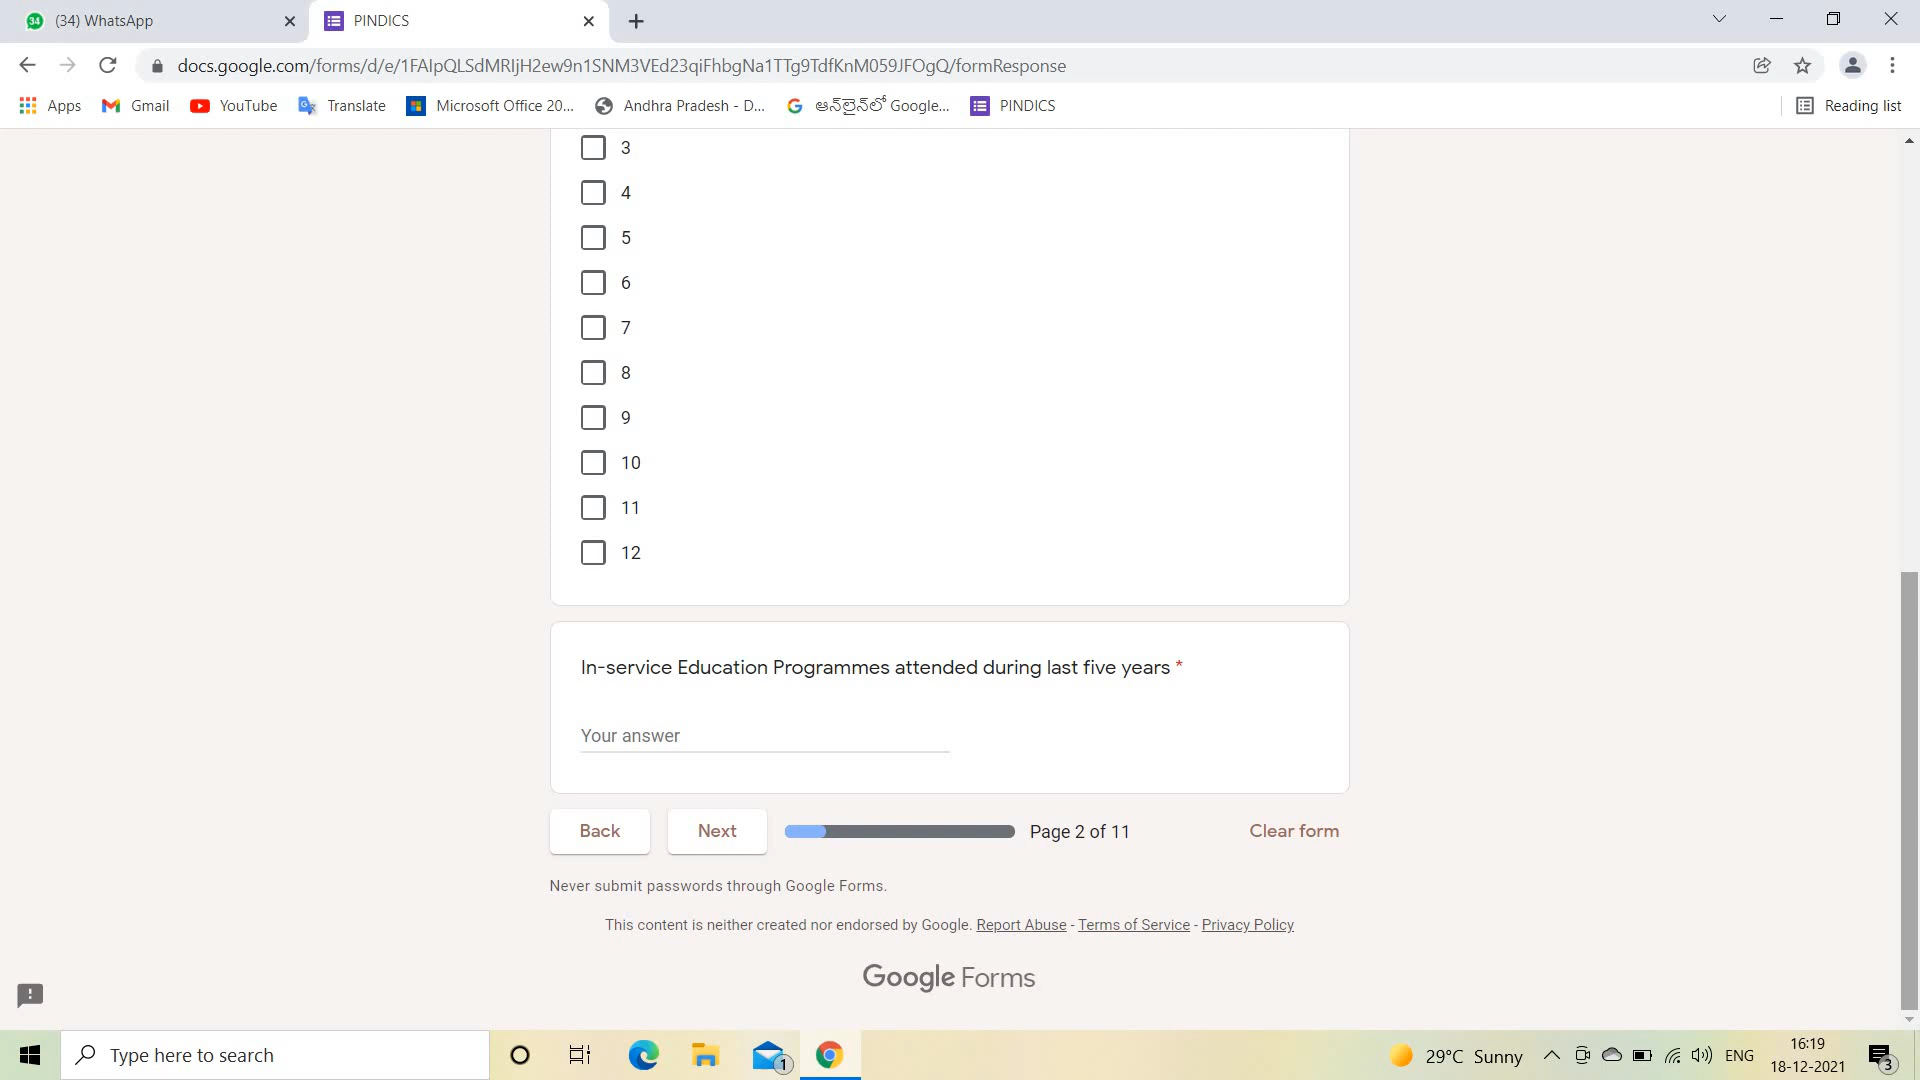 34 (34) WhatsApp
PINDICS
docs.google.com/forms/d/e/1FAIpQLSdMRIjH2ew9n1SNM3VEd23qiFhbgNa1TTg9TdfKnM059JFOgQ/formResponse
Apps Gmail YouTube Translate Microsoft Office 20... Andhra Pradesh - D... ఆన్‌లైన్‌లో Google... PINDICS Reading list
3
4
5
6
7
8
9
10
11
12
In-service Education Programmes attended during last five years *
Your answer
Back Next Page 2 of 11 Clear form
Never submit passwords through Google Forms.
This content is neither created nor endorsed by Google. Report Abuse - Terms of Service - Privacy Policy
Google Forms
Type here to search 1 29°C Sunny ENG 16:19
18-12-2021 3